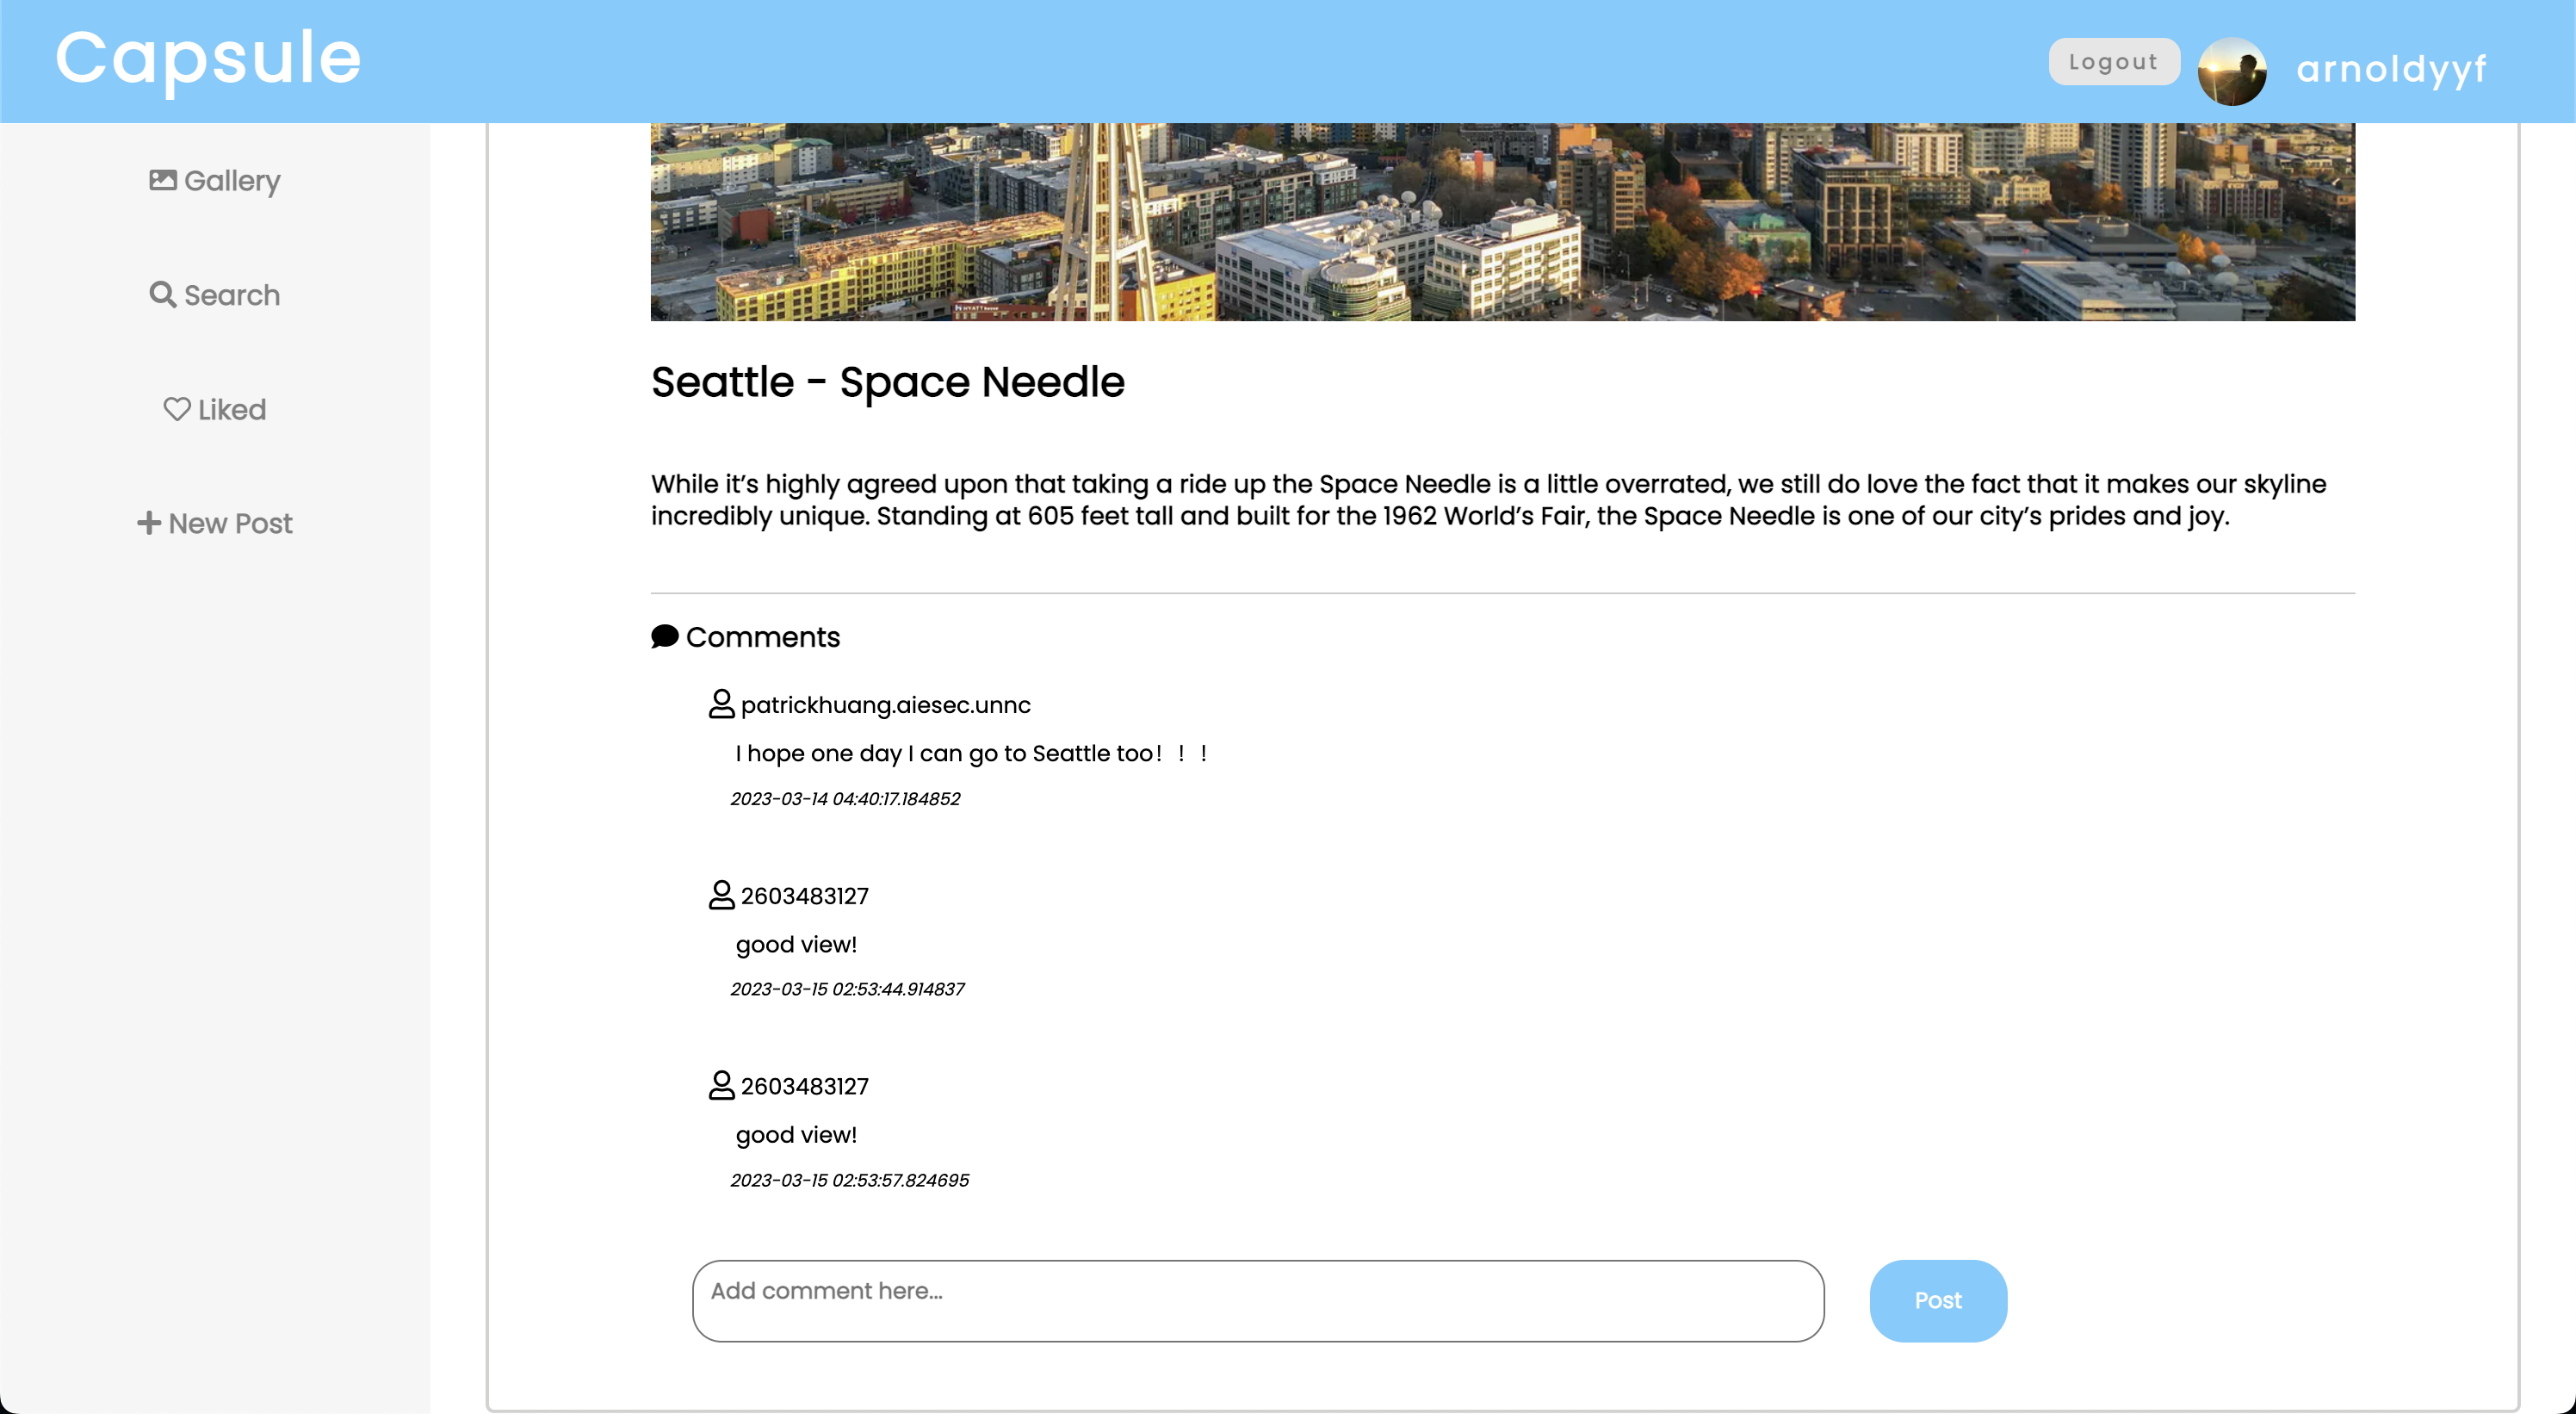 Capsule
Logout
arnoldyyf
Gallery
Search
Liked
New Post
HYATT house
Seattle - Space Needle
While it’s highly agreed upon that taking a ride up the Space Needle is a little overrated, we still do love the fact that it makes our skyline
incredibly unique. Standing at 605 feet tall and built for the 1962 World’s Fair, the Space Needle is one of our city’s prides and joy.
Comments
patrickhuang.aiesec.unnc
I hope one day I can go to Seattle too！！！
2023-03-14 04:40:17.184852
2603483127
good view!
2023-03-15 02:53:44.914837
2603483127
good view!
2023-03-15 02:53:57.824695
Add comment here...
Post